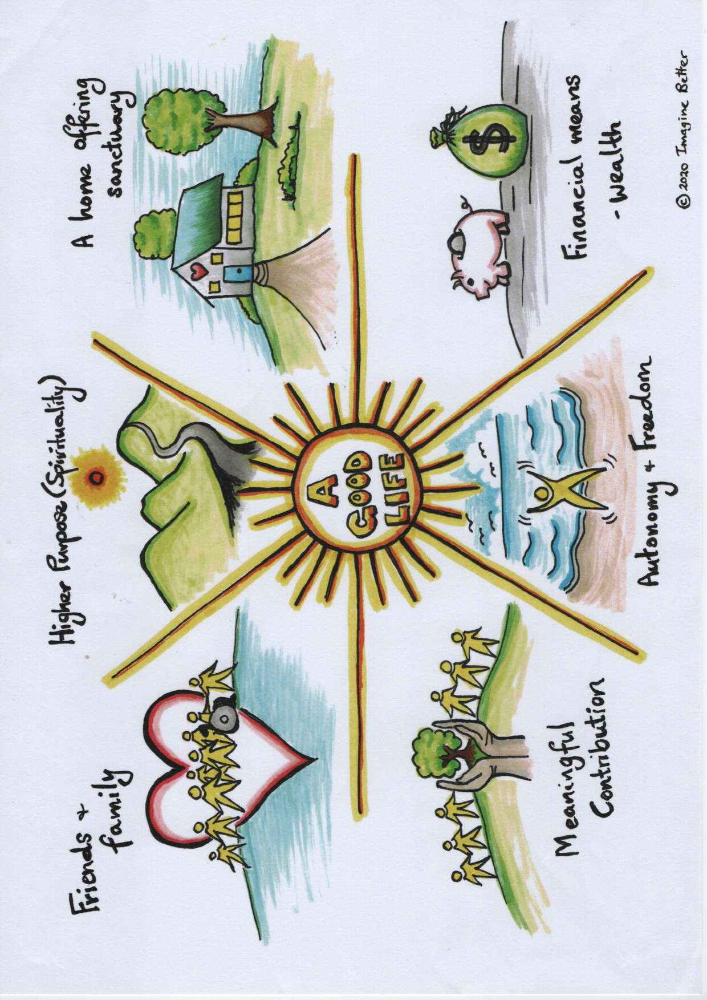 Friends +
family
Higher Purpose (Spirituality)
A home offering
sanctuary
A
GOOD
LIFE
Meaningful
Contribution
Autonomy + Freedom
Financial means
- wealth
$
© 2020 Imagine Better